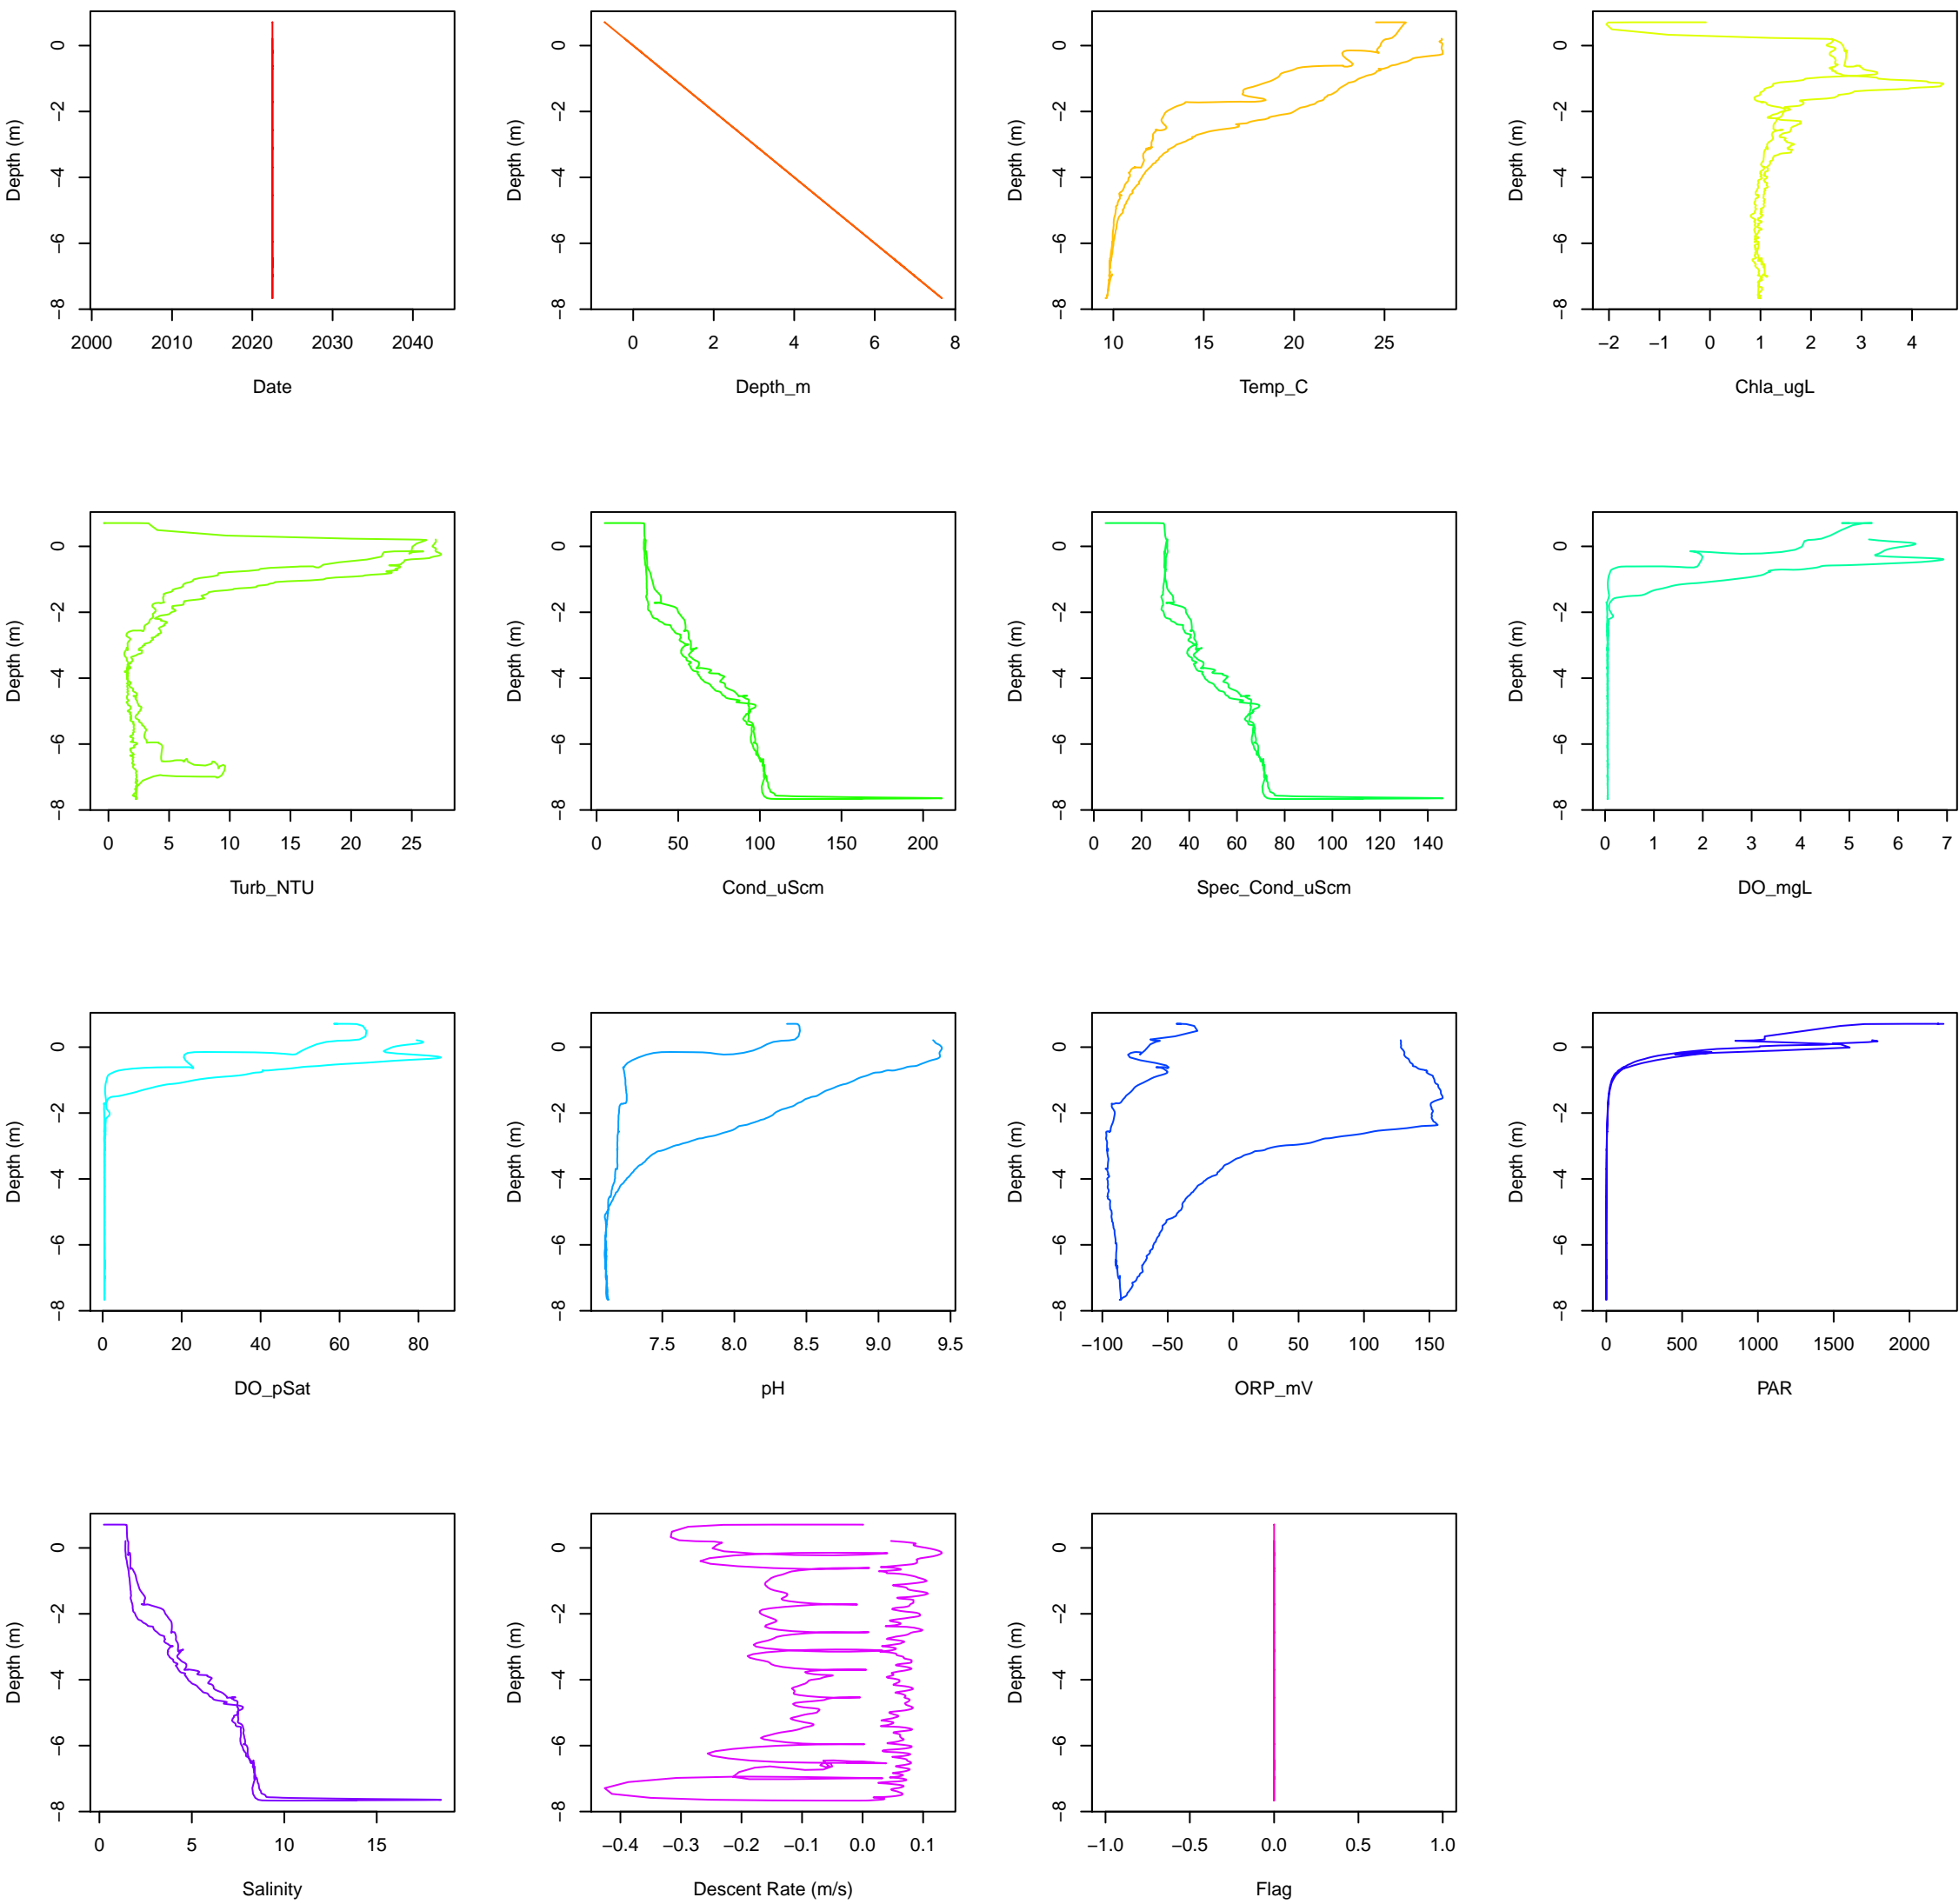 Depth (m)
0
−2
−4
−6
−8
2000 2010 2020 2030 2040
Date
Depth (m)
0
−2
−4
−6
−8
0 2 4 6 8
Depth_m
Depth (m)
0
−2
−4
−6
−8
10 15 20 25
Temp_C
Depth (m)
0
−2
−4
−6
−8
−2 −1 0 1 2 3 4
Chla_ugL
Depth (m)
0
−2
−4
−6
−8
0 5 10 15 20 25
Turb_NTU
Depth (m)
0
−2
−4
−6
−8
0 50 100 150 200
Cond_uScm
Depth (m)
0
−2
−4
−6
−8
0 20 40 60 80 100 120 140
Spec_Cond_uScm
Depth (m)
0
−2
−4
−6
−8
0 1 2 3 4 5 6 7
DO_mgL
Depth (m)
0
−2
−4
−6
−8
0 20 40 60 80
DO_pSat
Depth (m)
0
−2
−4
−6
−8
7.5 8.0 8.5 9.0 9.5
pH
Depth (m)
0
−2
−4
−6
−8
−100 −50 0 50 100 150
ORP_mV
Depth (m)
0
−2
−4
−6
−8
0 500 1000 1500 2000
PAR
Depth (m)
0
−2
−4
−6
−8
0 5 10 15
Salinity
Depth (m)
0
−2
−4
−6
−8
−0.4 −0.3 −0.2 −0.1 0.0 0.1
Descent Rate (m/s)
Depth (m)
0
−2
−4
−6
−8
−1.0 −0.5 0.0 0.5 1.0
Flag